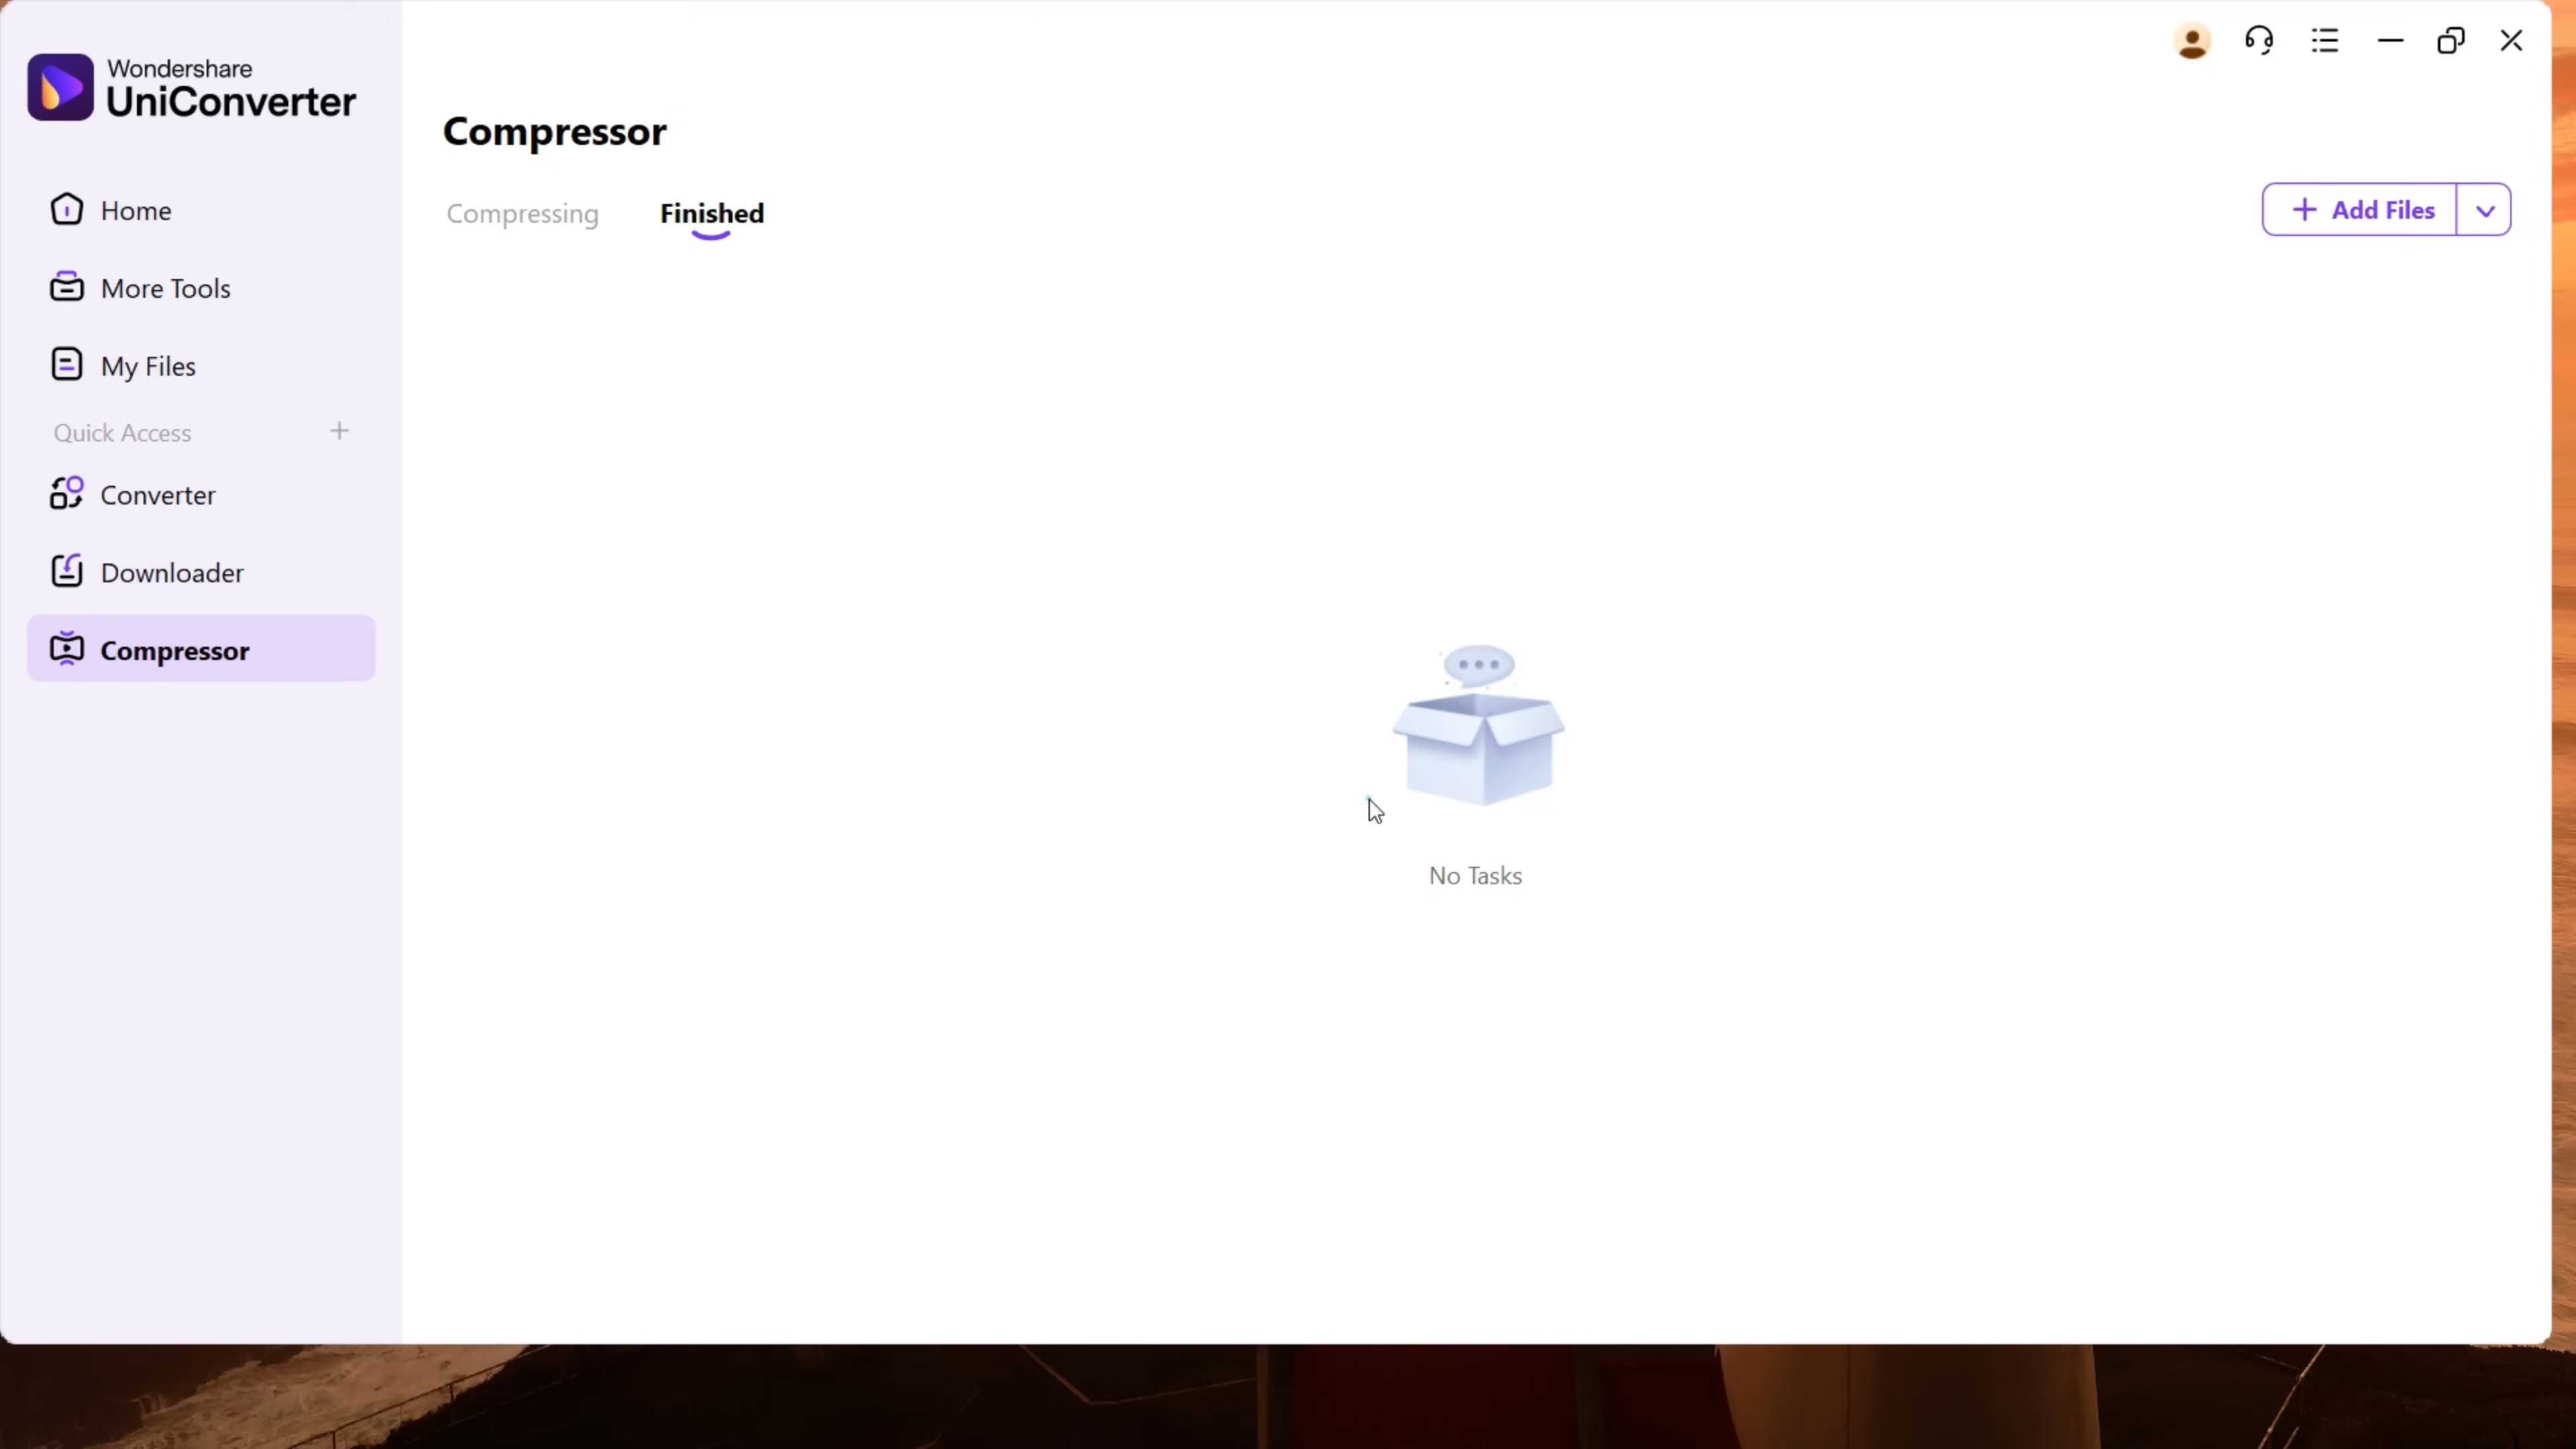 Wondershare
UniConverter
Home
More Tools
My Files
Quick Access
Converter
Downloader
Compressor
Compressor
Compressing
Finished
Add Files
No Tasks